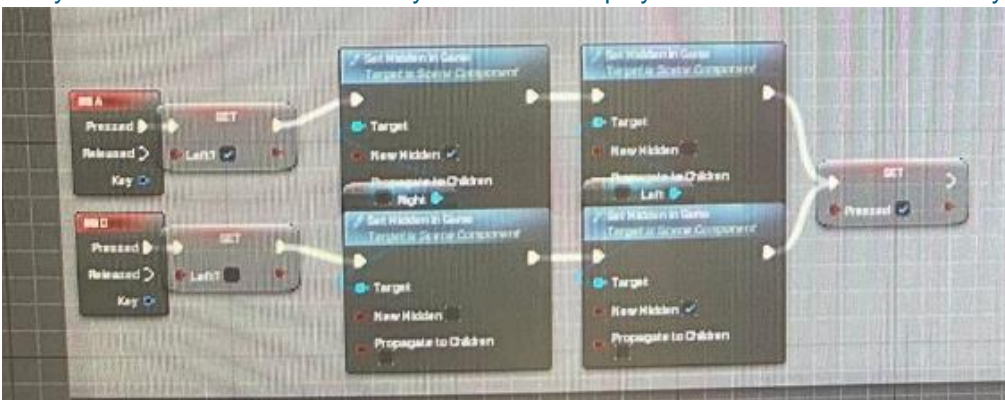 A
Pressed
Released
Key
SET
Left?
Set Hidden in Game
Target is Scene Component
Target
New Hidden
Propagate to Children
Right
Set Hidden in Game
Target is Scene Component
Target
New Hidden
Propagate to Children
Left
SET
Pressed
D
Pressed
Released
Key
SET
Left?
Set Hidden in Game
Target is Scene Component
Target
New Hidden
Propagate to Children
Set Hidden in Game
Target is Scene Component
Target
New Hidden
Propagate to Children